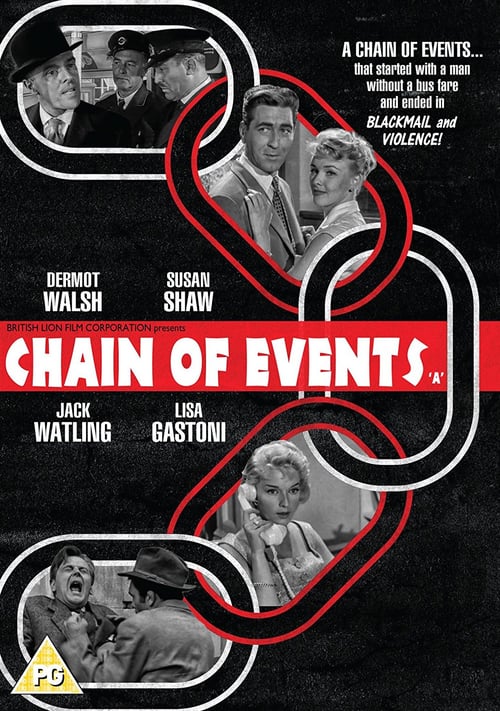 A CHAIN OF EVENTS...
that started with a man
without a bus fare
and ended in
BLACKMAIL and
VIOLENCE!
DERMOT
WALSH
SUSAN
SHAW
BRITISH LION FILM CORPORATION presents
CHAIN OF EVENTS 'A'
JACK
WATLING
LISA
GASTONI
PG